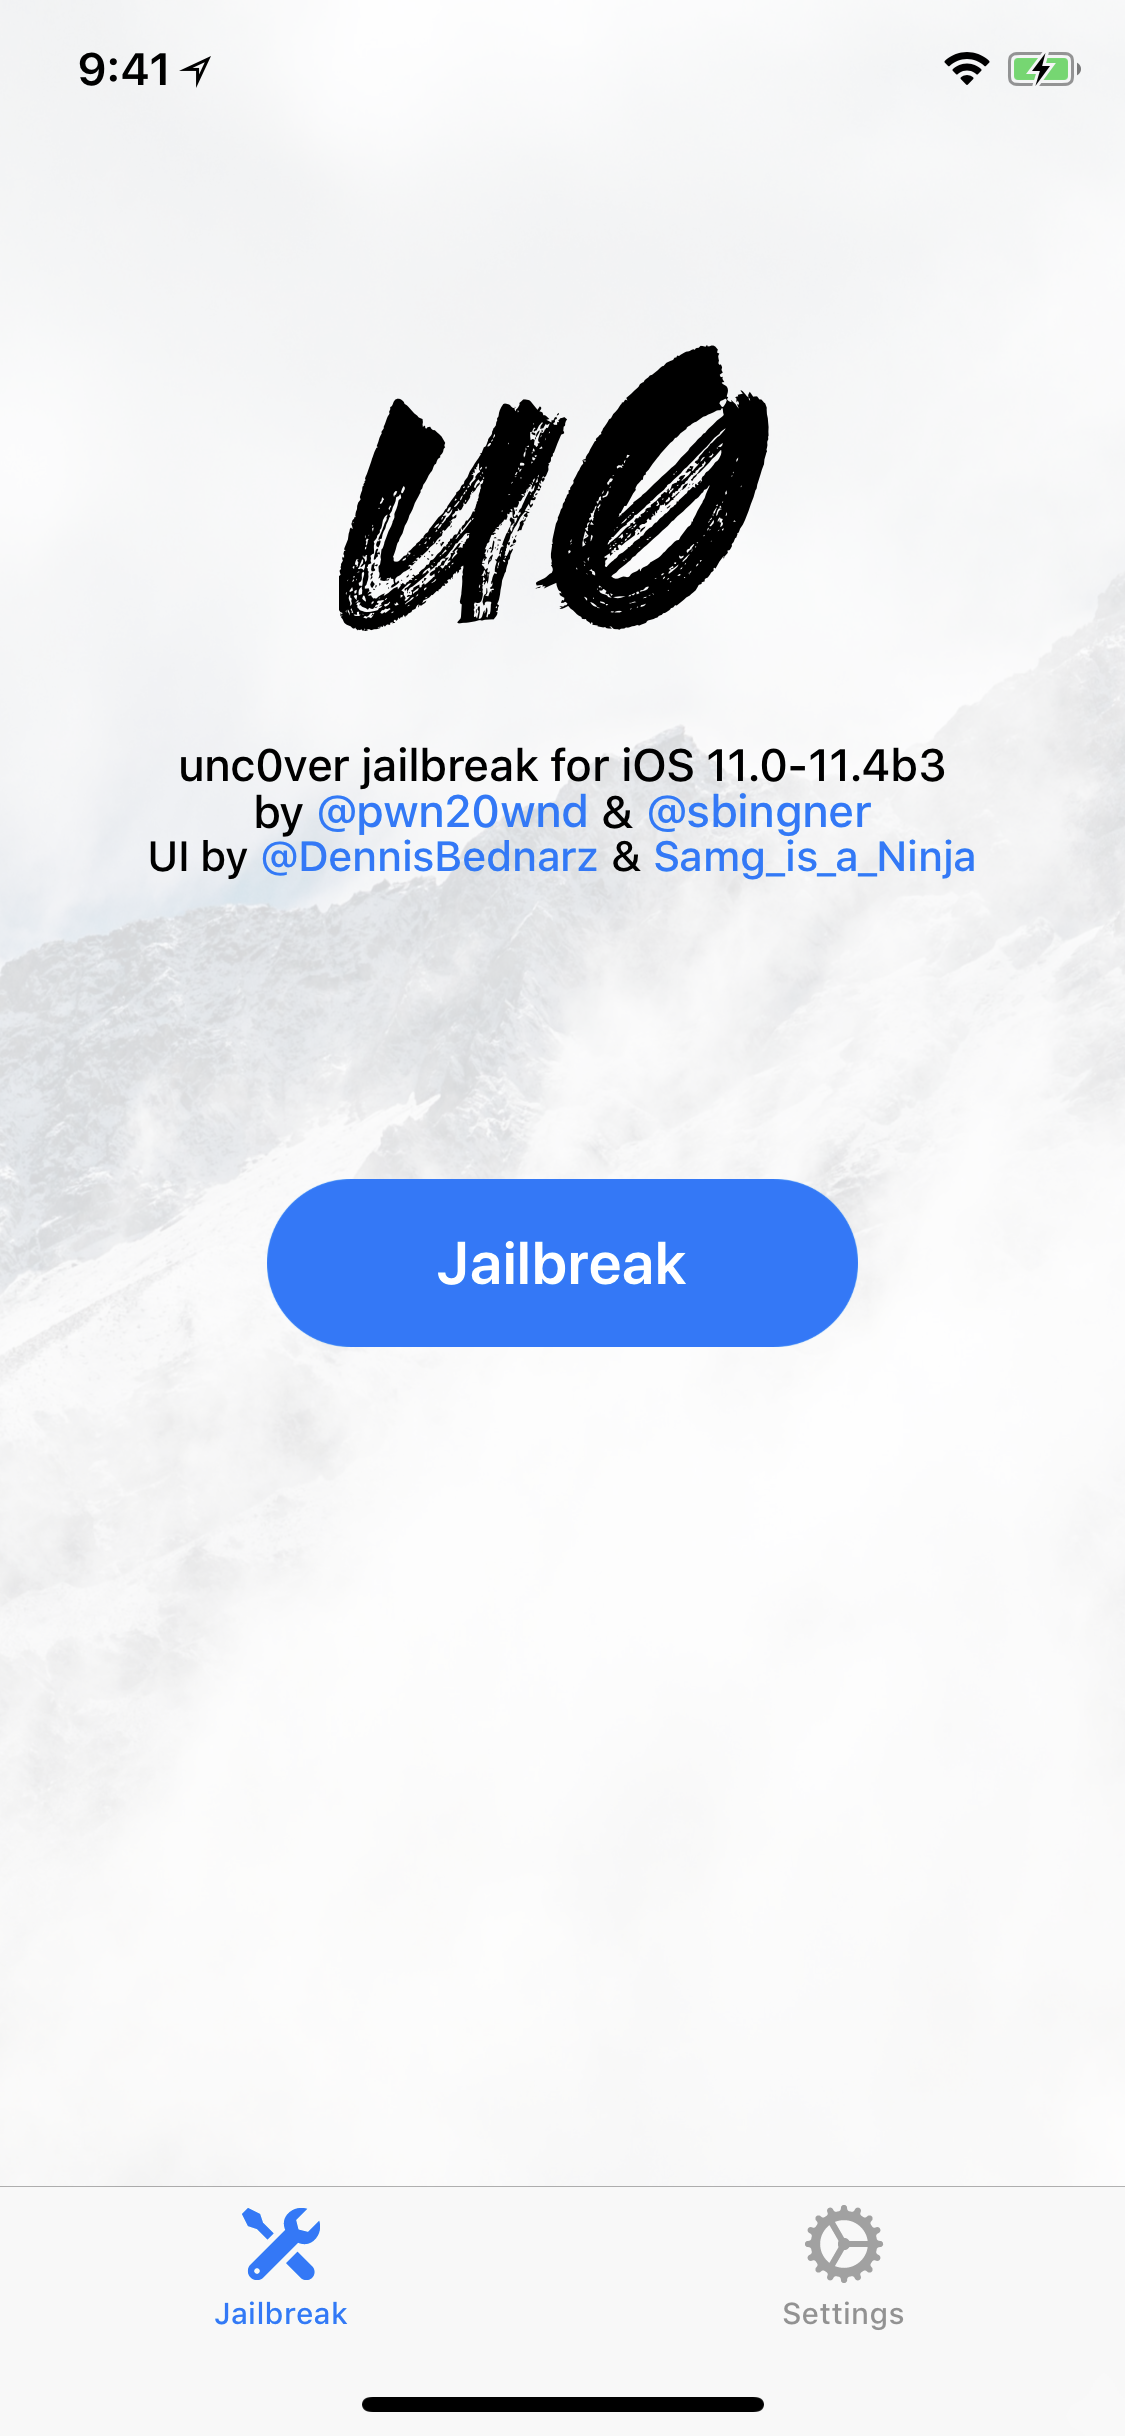 9:41
u0
unc0ver jailbreak for iOS 11.0-11.4b3
by @pwn20wnd & @sbingner
UI by @DennisBednarz & Samg_is_a_Ninja
Jailbreak
Jailbreak
Settings